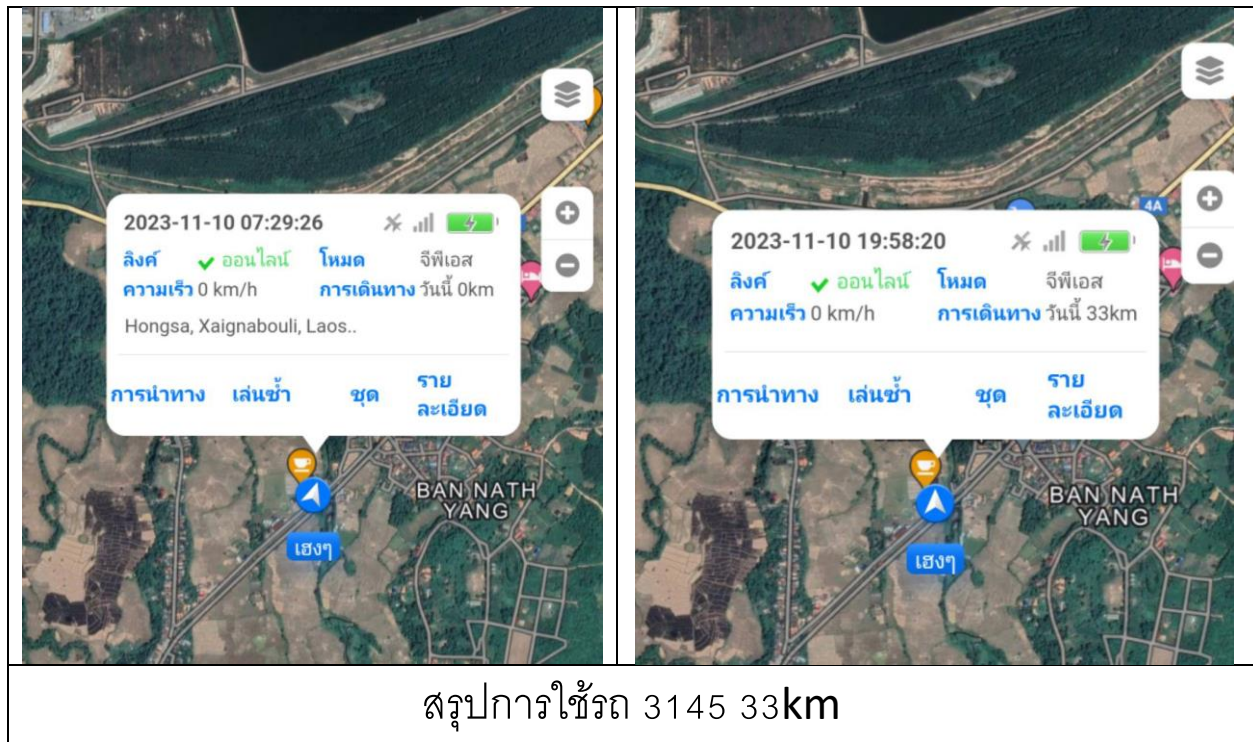 2023-11-10 07:29:26
ลิงค์ ออนไลน์ โหมด จีพีเอส
ความเร็ว 0 km/h การเดินทาง วันนี้ 0km
Hongsa, Xaignabouli, Laos..
การนำทาง เล่นซ้ำ ชุด ราย
ละเอียด
BAN NATH
YANG
เฮงๆ
4A
2023-11-10 19:58:20
ลิงค์ ออนไลน์ โหมด จีพีเอส
ความเร็ว 0 km/h การเดินทาง วันนี้ 33km
การนำทาง เล่นซ้ำ ชุด ราย
ละเอียด
BAN NATH
YANG
เฮงๆ
สรุปการใช้รถ 3145 33km